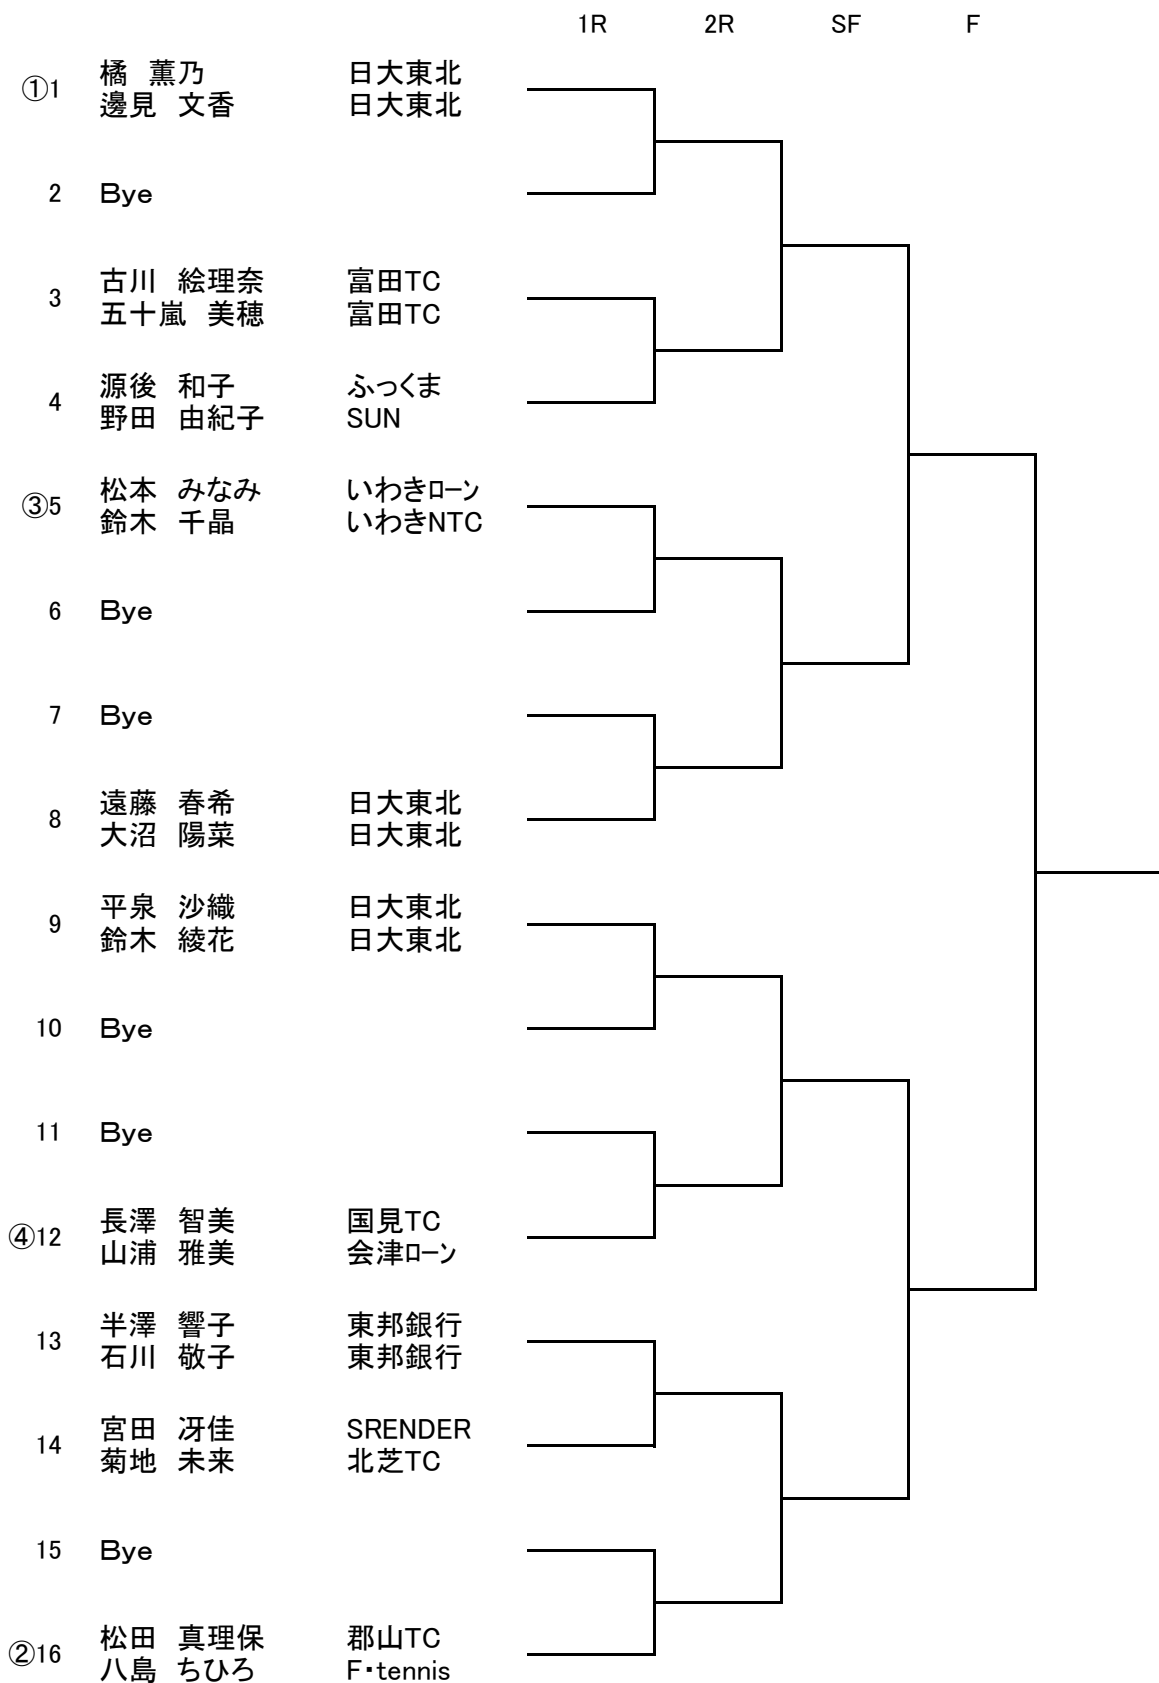 1R 2R SF F
橘 薫乃 日大東北
①1
邊見 文香 日大東北
2 Bye
古川 絵理奈 富田TC
3
五十嵐 美穂 富田TC
源後 和子 ふっくま
4
野田 由紀子 SUN
松本 みなみ いわきローン
③5
鈴木 千晶 いわきNTC
6 Bye
7 Bye
遠藤 春希 日大東北
8
大沼 陽菜 日大東北
平泉 沙織 日大東北
9
鈴木 綾花 日大東北
10 Bye
11 Bye
長澤 智美 国見TC
④12
山浦 雅美 会津ローン
半澤 響子 東邦銀行
13
石川 敬子 東邦銀行
宮田 冴佳 SRENDER
14
菊地 未来 北芝TC
15 Bye
松田 真理保 郡山TC
②16
八島 ちひろ F・tennis